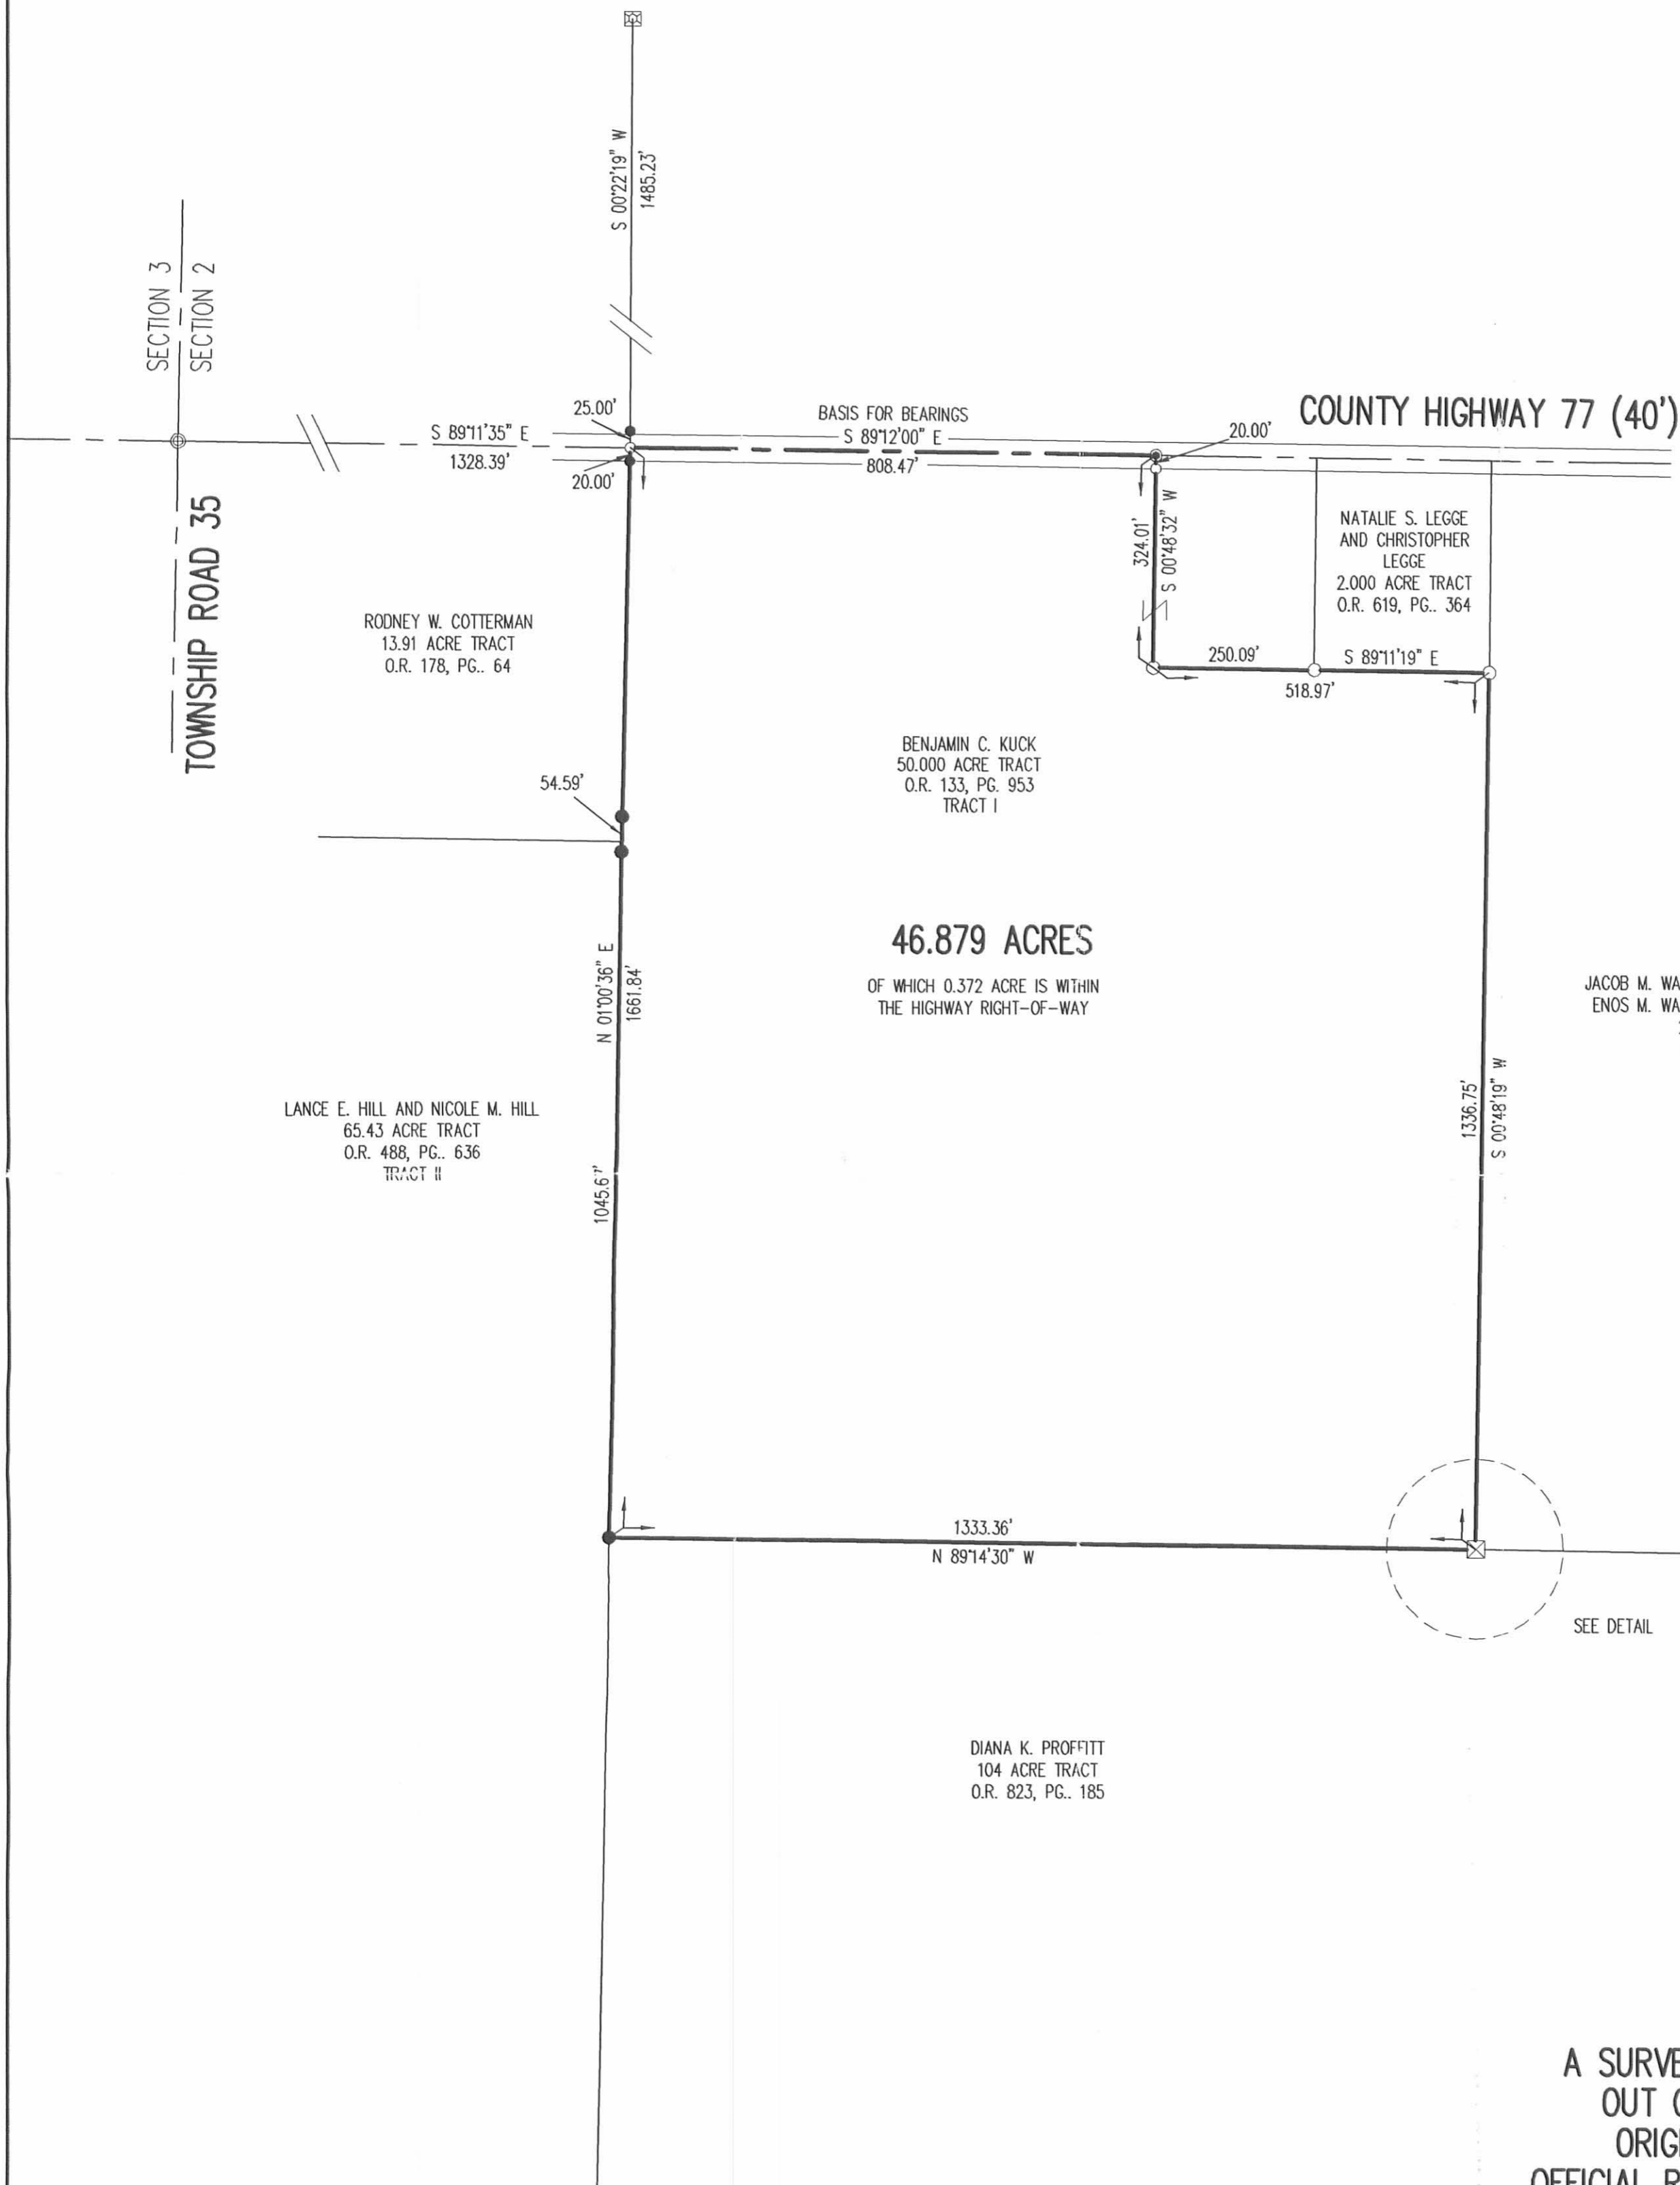 S 00°22'19" W
1485.23'
SECTION 3
SECTION 2
TOWNSHIP ROAD 35
25.00'
S 89°11'35" E
1328.39'
20.00'
BASIS FOR BEARINGS
S 89°12'00" E
808.47'
20.00'
COUNTY HIGHWAY 77 (40')
324.01'
S 00°48'32" W
NATALIE S. LEGGE
AND CHRISTOPHER
LEGGE
2.000 ACRE TRACT
O.R. 619, PG.. 364
RODNEY W. COTTERMAN
13.91 ACRE TRACT
O.R. 178, PG.. 64
250.09'
S 89°11'19" E
518.97'
BENJAMIN C. KUCK
50.000 ACRE TRACT
O.R. 133, PG. 953
TRACT I
54.59'
46.879 ACRES
OF WHICH 0.372 ACRE IS WITHIN
THE HIGHWAY RIGHT-OF-WAY
N 01°00'36" E
1661.84'
JACOB M. WA
ENOS M. WA
1336.75'
S 00°48'19" W
LANCE E. HILL AND NICOLE M. HILL
65.43 ACRE TRACT
O.R. 488, PG.. 636
TRACT II
1045.67'
1333.36'
N 89°14'30" W
SEE DETAIL
DIANA K. PROFFITT
104 ACRE TRACT
O.R. 823, PG.. 185
A SURVE
OUT
ORIG
OFFICIAL